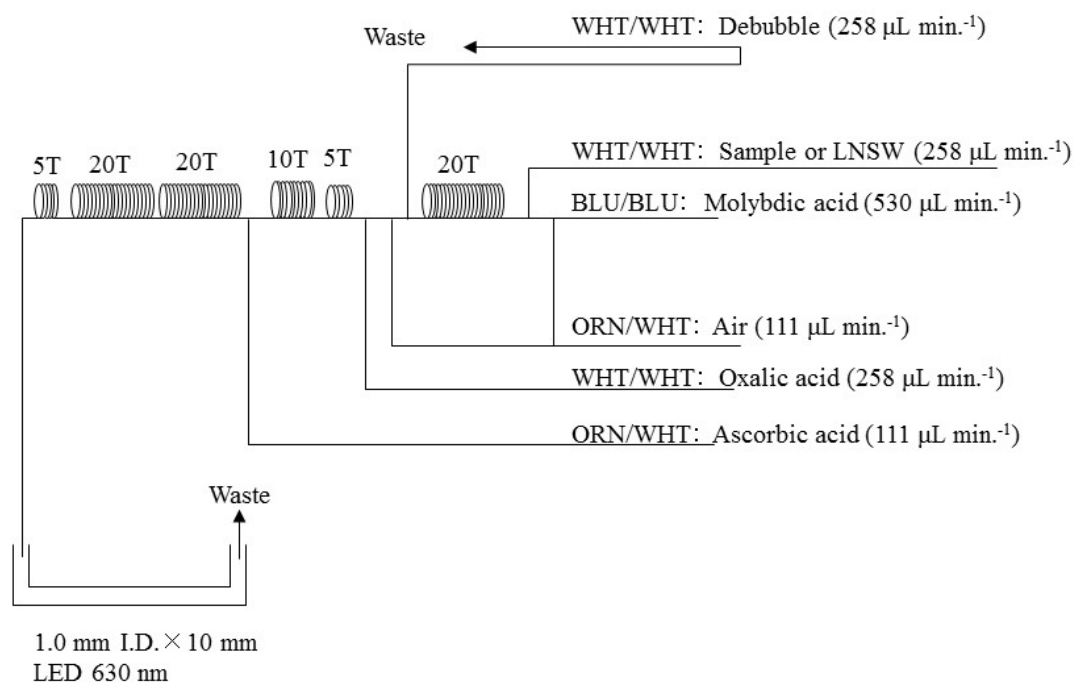 WHT/WHT: Debubble (258 μL min.⁻¹)
Waste
5T 20T 20T 10T 5T 20T
WHT/WHT: Sample or LNSW (258 μL min.⁻¹)
BLU/BLU: Molybdic acid (530 μL min.⁻¹)
ORN/WHT: Air (111 μL min.⁻¹)
WHT/WHT: Oxalic acid (258 μL min.⁻¹)
ORN/WHT: Ascorbic acid (111 μL min.⁻¹)
Waste
1.0 mm I.D.×10 mm
LED 630 nm